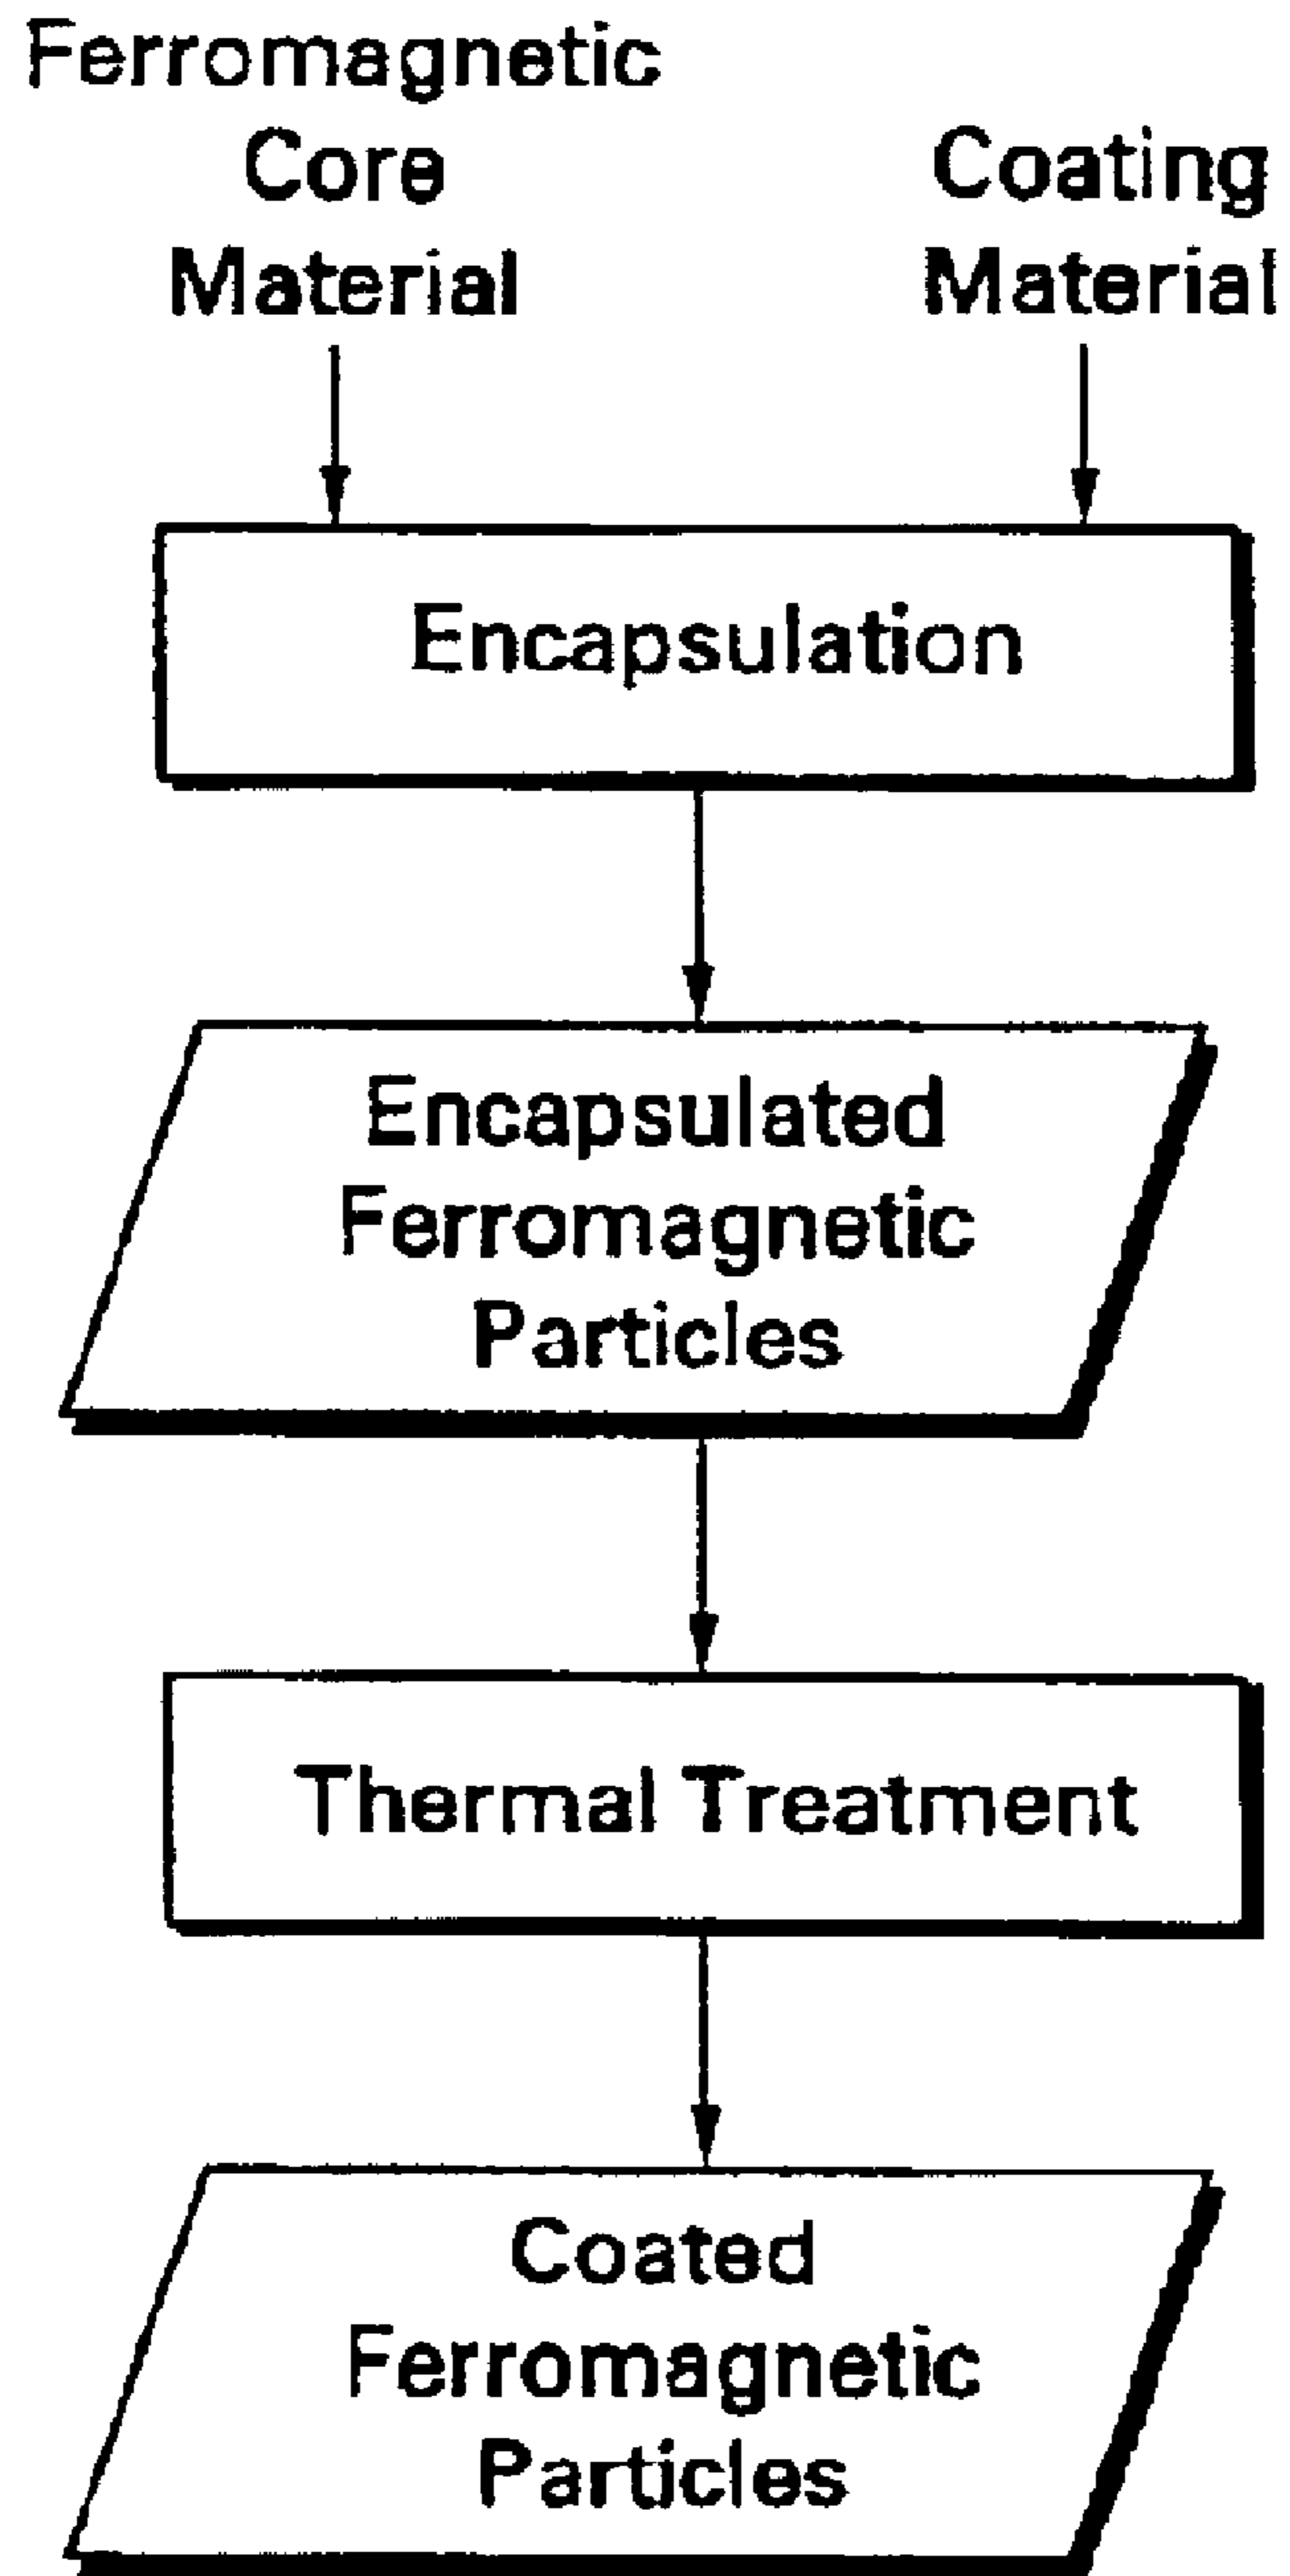 Ferromagnetic
Core
Material
Coating
Material
Encapsulation
Encapsulated
Ferromagnetic
Particles
Thermal Treatment
Coated
Ferromagnetic
Particles